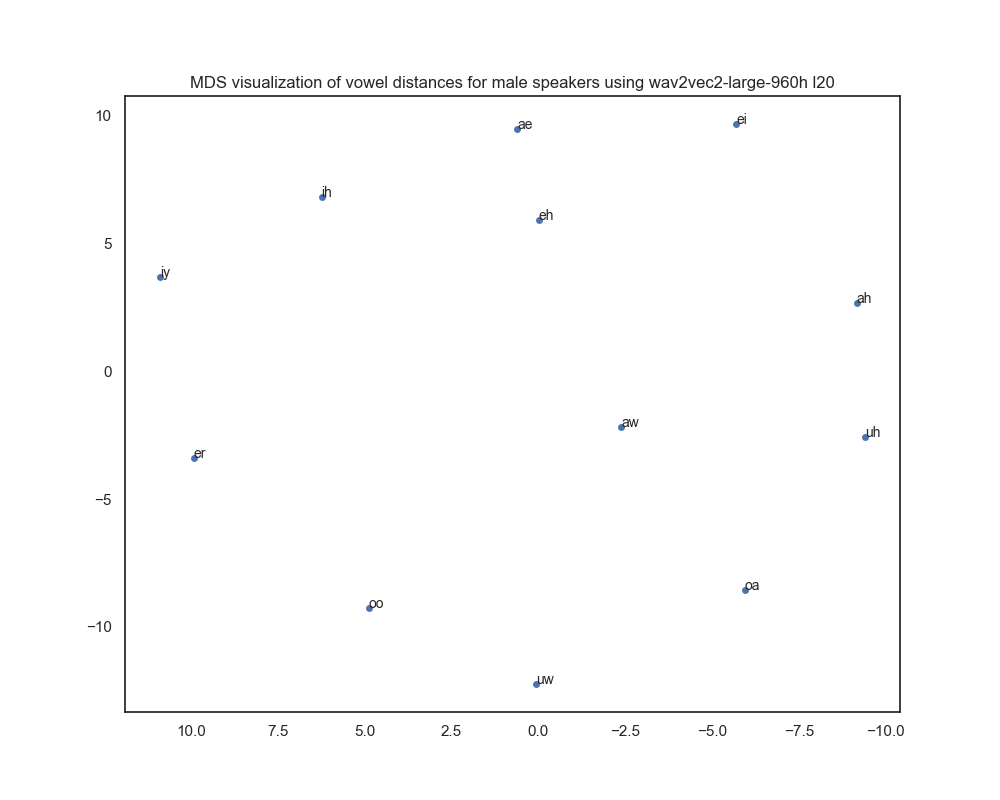 MDS visualization of vowel distances for male speakers using wav2vec2-large-960h l20
10
ae
ei
ih
eh
5
iy
ah
0
aw
uh
er
−5
oa
oo
−10
uw
10.0 7.5 5.0 2.5 0.0 −2.5 −5.0 −7.5 −10.0